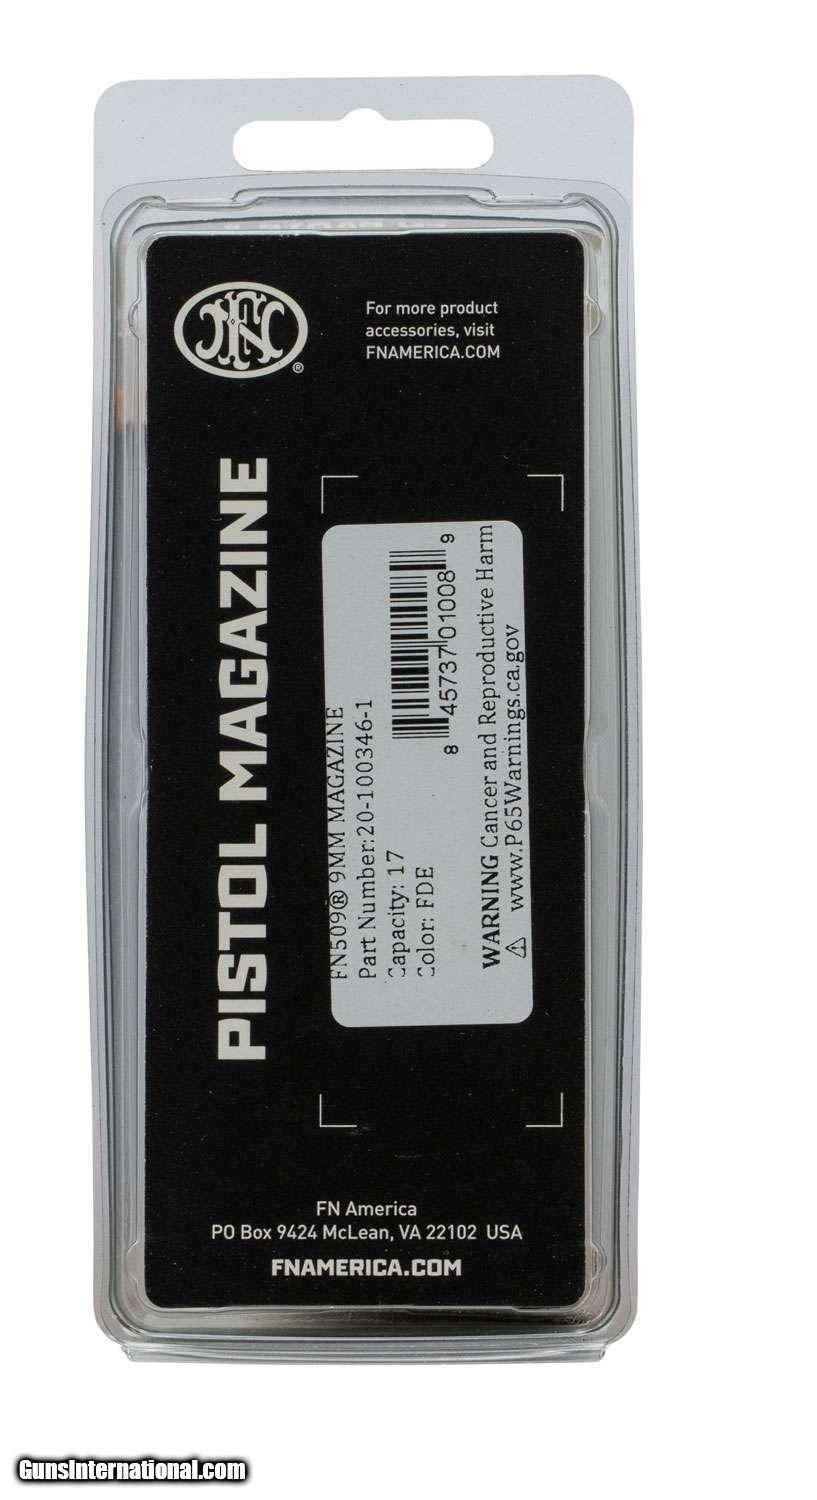 FN
®
For more product
accessories, visit
FNAMERICA.COM
PISTOL MAGAZINE
FN509® 9MM MAGAZINE
Part Number:20-100346-1
Capacity: 17
Color: FDE
8 45737 01008 9
WARNING Cancer and Reproductive Harm
⚠ www.P65Warnings.ca.gov
FN America
PO Box 9424 McLean, VA 22102 USA
FNAMERICA.COM
GunsInternational.com